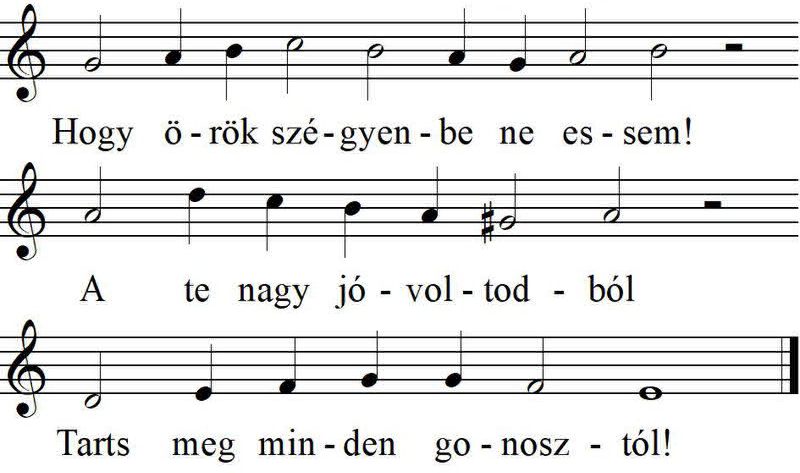 Hogy ö - rök szé - gyen - be ne es - sem!
A te nagy jó - vol - tod - ból
Tarts meg min - den go - nosz - tól!